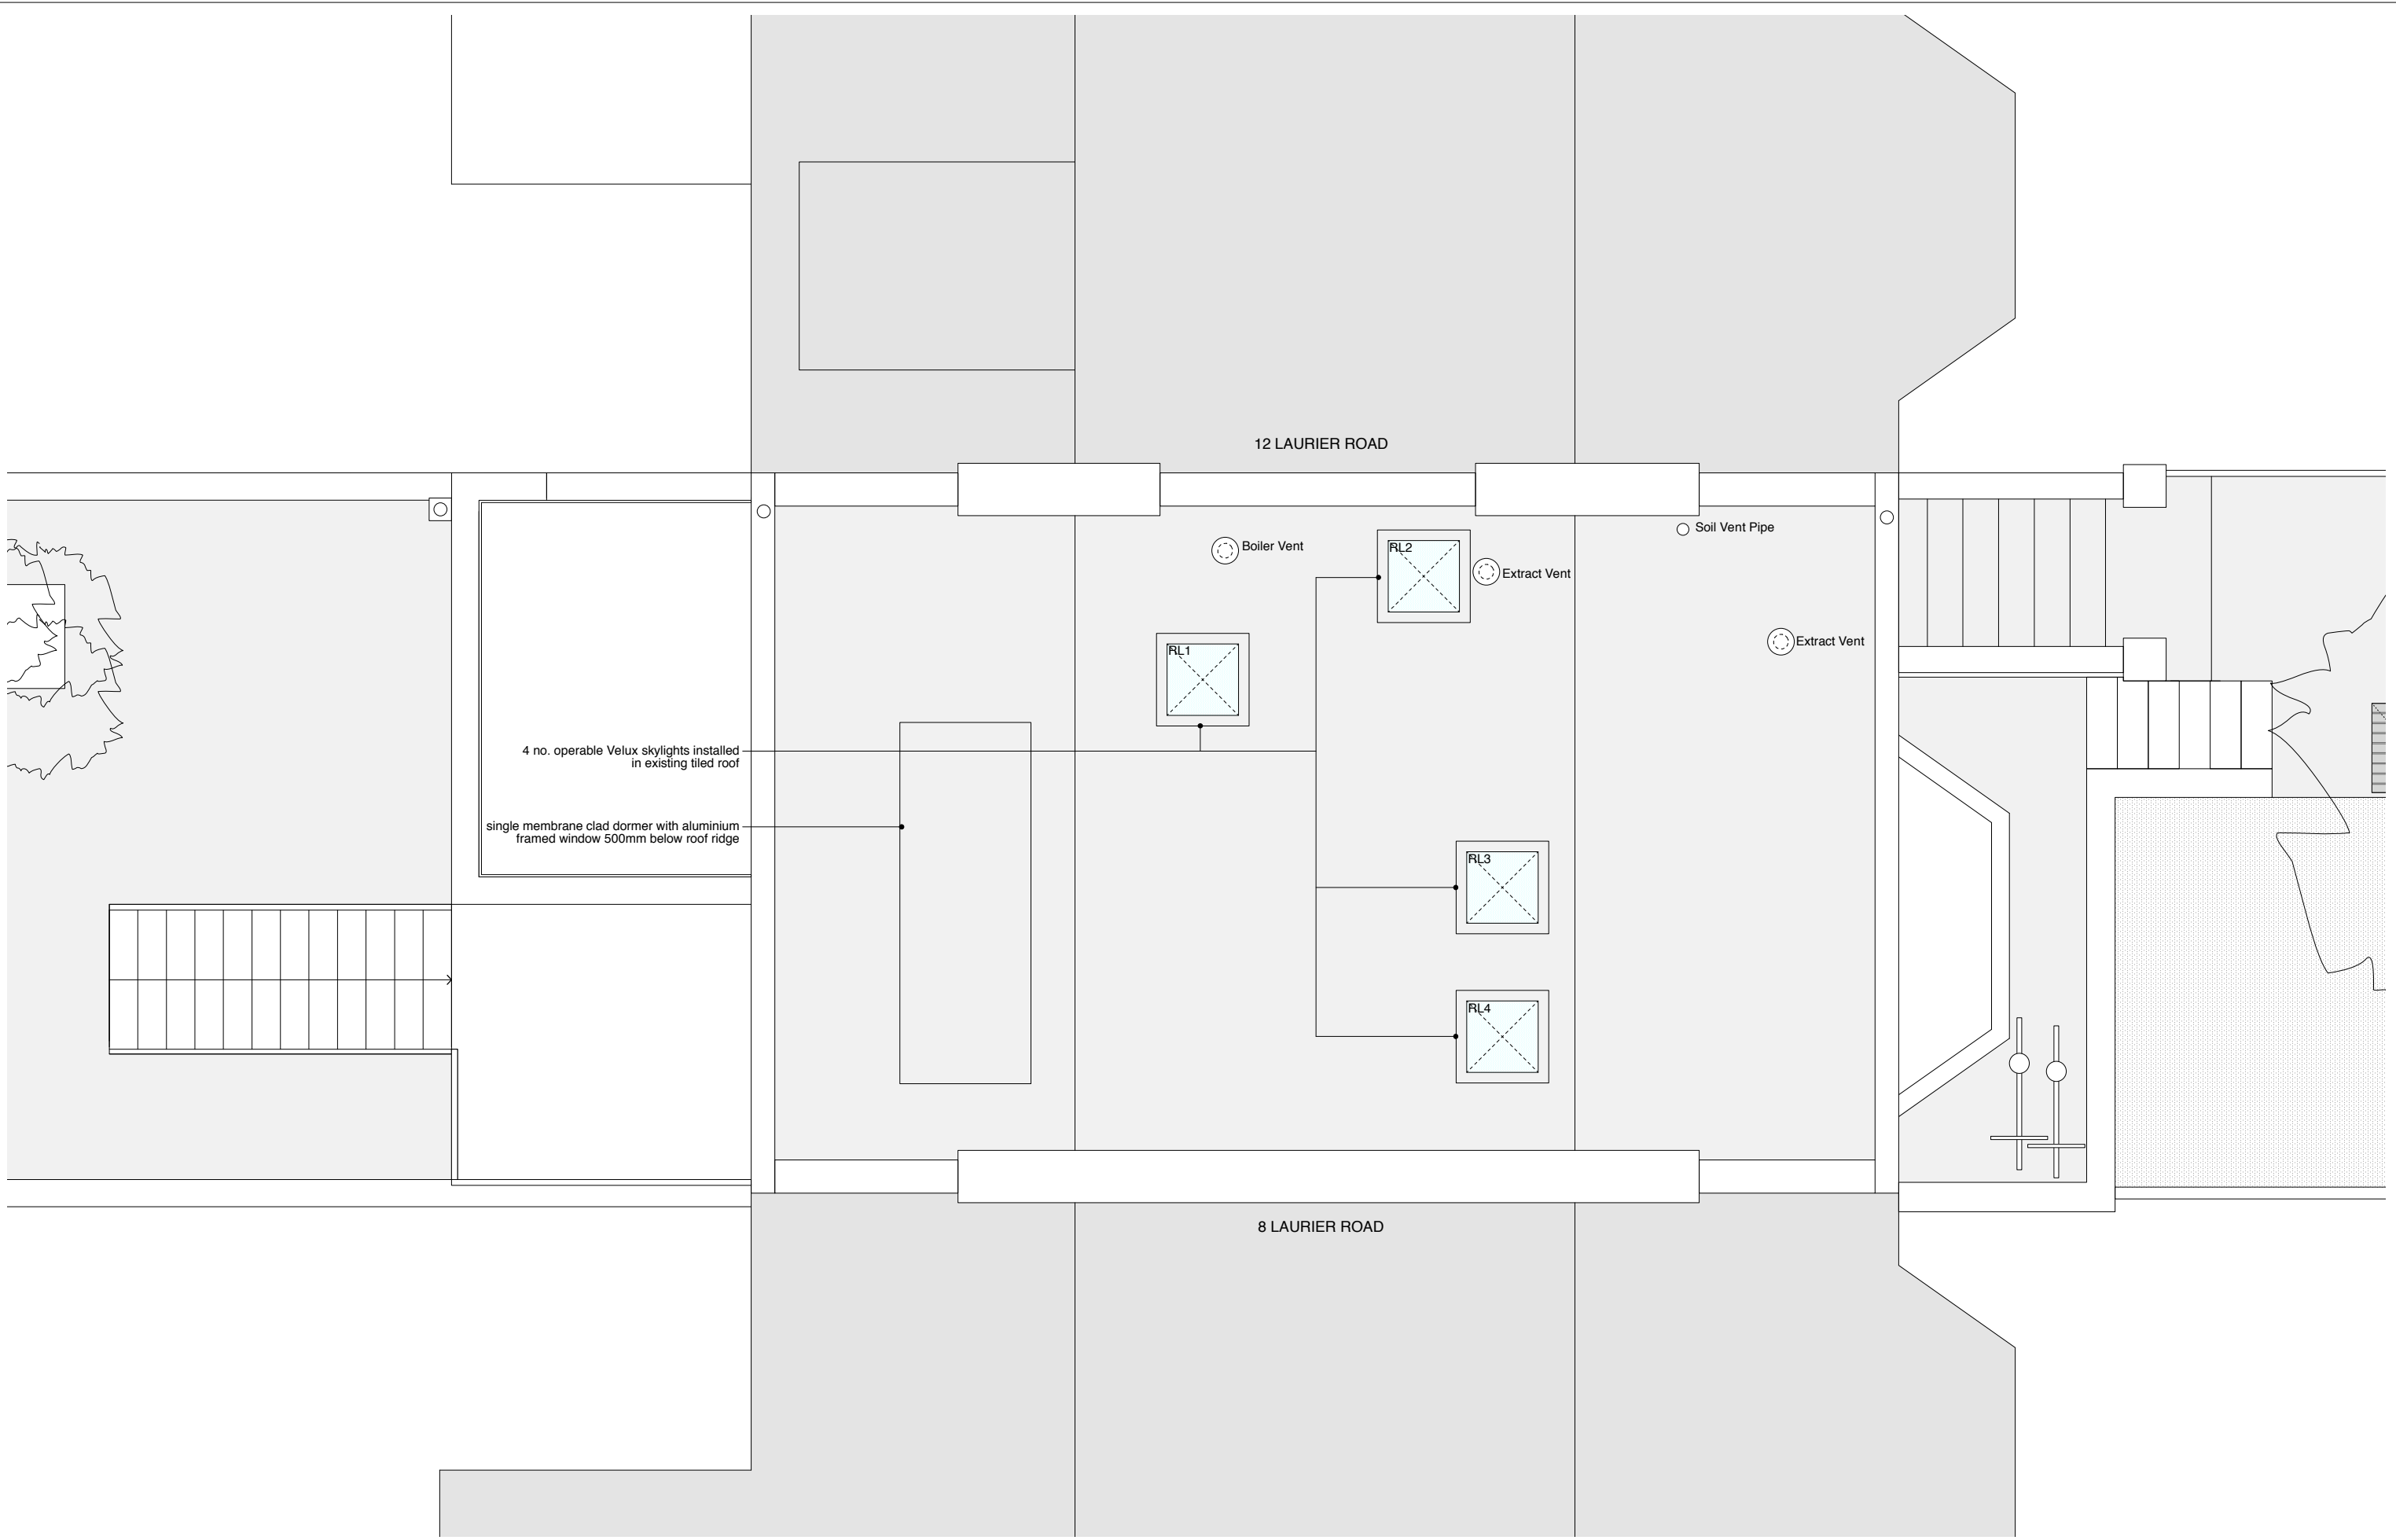 12 LAURIER ROAD
Soil Vent Pipe
Boiler Vent
RL2
Extract Vent
Extract Vent
RL1
4 no. operable Velux skylights installed
in existing tiled roof
single membrane clad dormer with aluminium
framed window 500mm below roof ridge
RL3
RL4
8 LAURIER ROAD